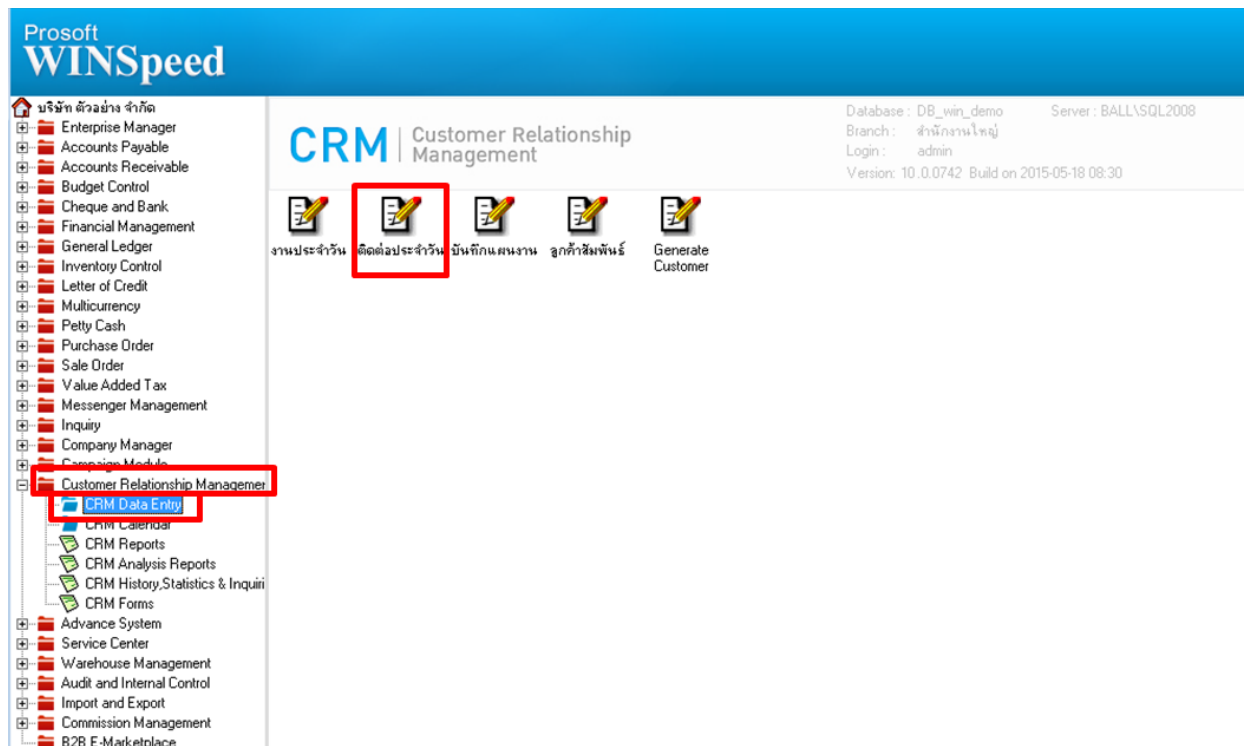 Prosoft
WINSpeed
บริษัท ตัวอย่าง จำกัด
Enterprise Manager
Accounts Payable
Accounts Receivable
Budget Control
Cheque and Bank
Financial Management
General Ledger
Inventory Control
Letter of Credit
Multicurrency
Petty Cash
Purchase Order
Sale Order
Value Added Tax
Messenger Management
Inquiry
Company Manager
Campaign Module
Customer Relationship Managemer
CRM Data Entry
CRM Calendar
CRM Reports
CRM Analysis Reports
CRM History,Statistics & Inquiri
CRM Forms
Advance System
Service Center
Warehouse Management
Audit and Internal Control
Import and Export
Commission Management
B2B E-Marketplace
CRM Customer Relationship
Management
Database : DB_win_demo Server : BALL\SQL2008
Branch : สำนักงานใหญ่
Login : admin
Version: 10.0.0742 Build on 2015-05-18 08:30
งานประจำวัน ติดต่อประจำวัน บันทึกแผนงาน ลูกค้าสัมพันธ์ Generate
Customer